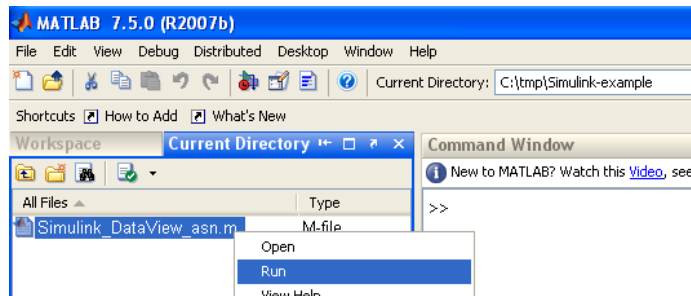 MATLAB 7.5.0 (R2007b)
File Edit View Debug Distributed Desktop Window Help
Current Directory: C:\tmp\Simulink-example
Shortcuts How to Add What's New
Workspace Current Directory Command Window
New to MATLAB? Watch this Video, see
All Files Type
>>
Simulink_DataView_asn.m M-file
Open
Run
View Help